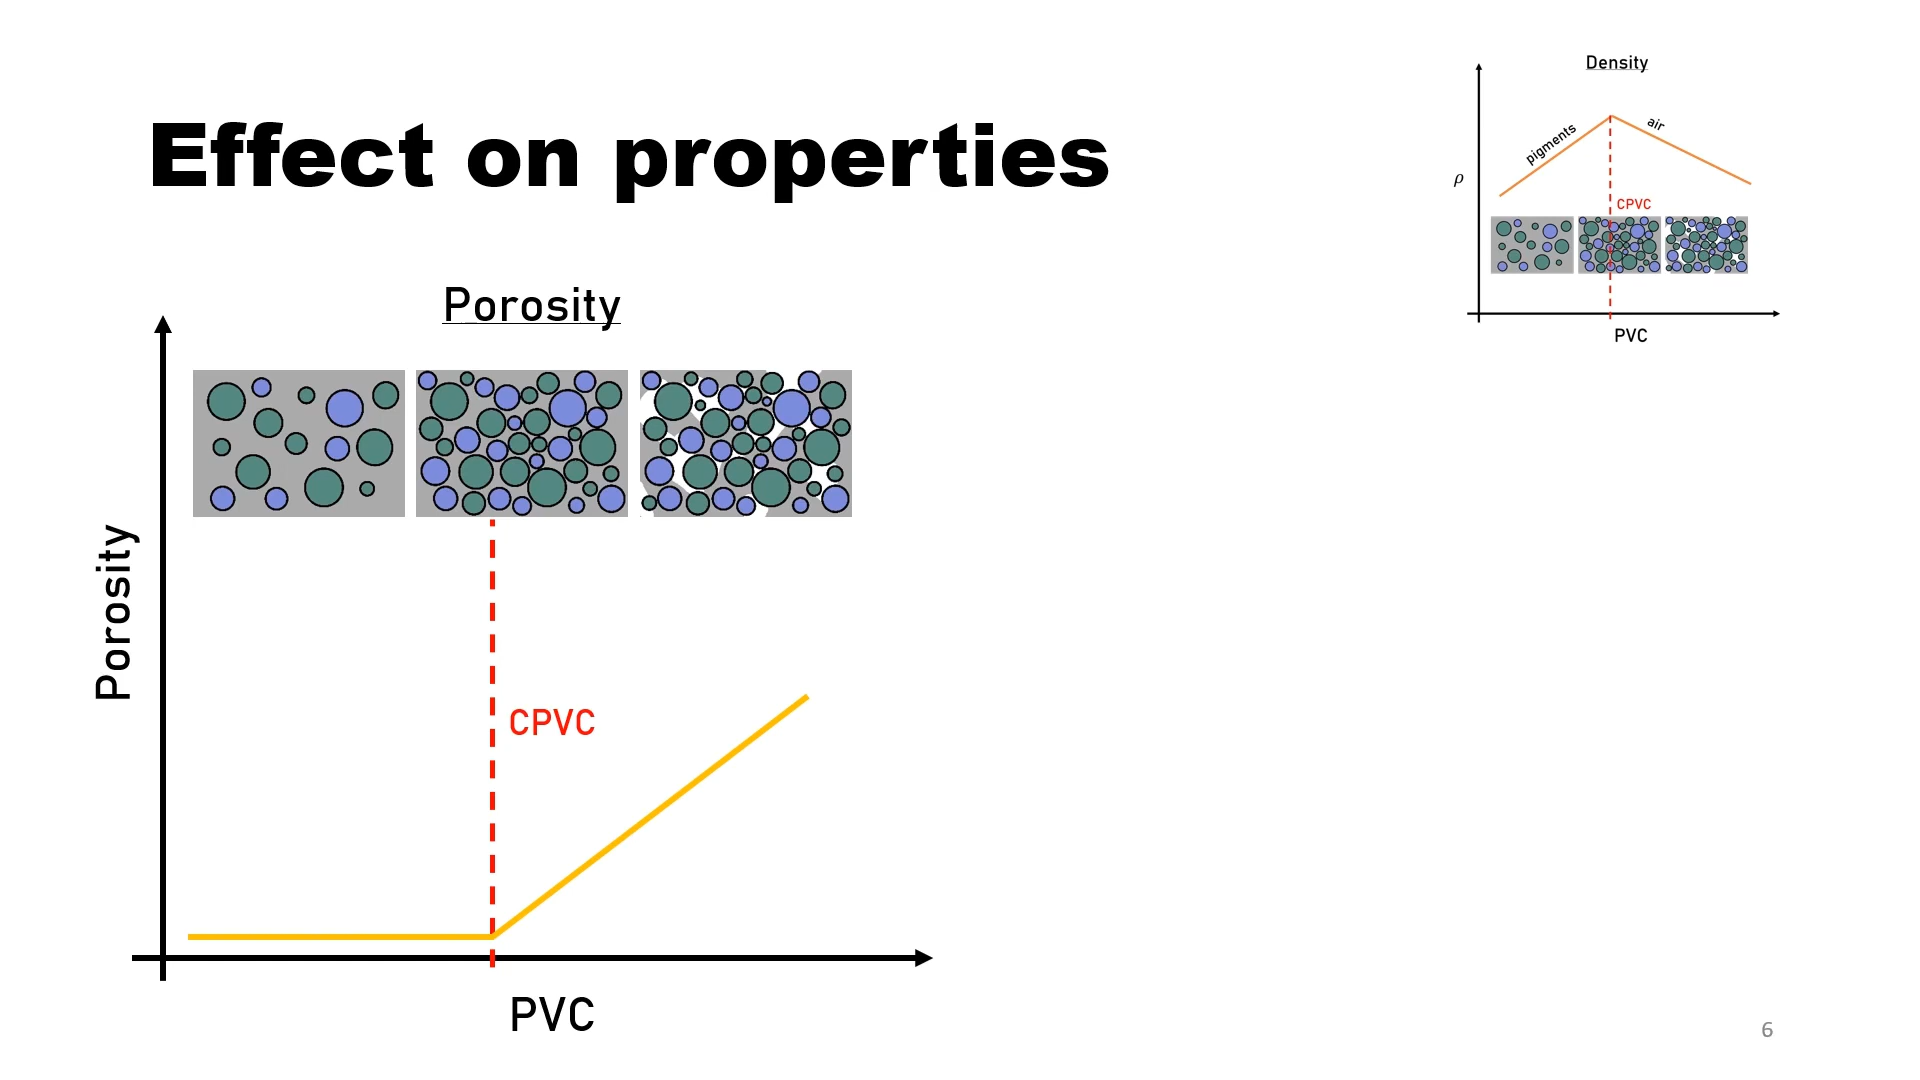 Effect on properties
Density
pigments
air
ρ
CPVC
PVC
Porosity
Porosity
CPVC
PVC
6